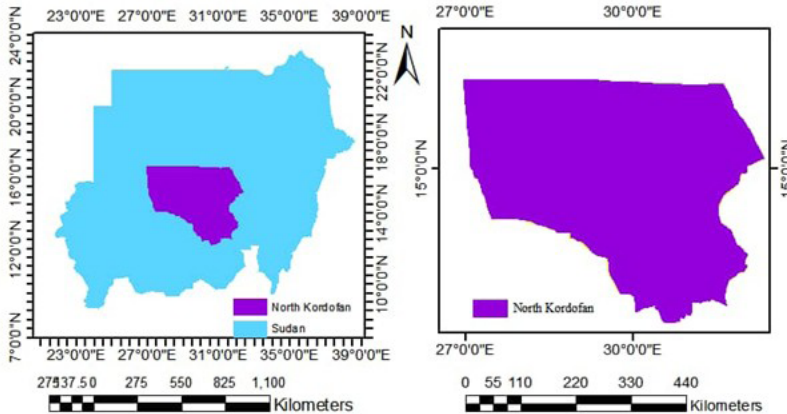 23°0'0"E 27°0'0"E 31°0'0"E 35°0'0"E 39°0'0"E
24°0'0"N
20°0'0"N
16°0'0"N
12°0'0"N
7°0'0"N
22°0'0"N
18°0'0"N
14°0'0"N
10°0'0"N
North Kordofan
Sudan
23°0'0"E 27°0'0"E 31°0'0"E 35°0'0"E 39°0'0"E
275137.5 0 275 550 825 1,100
Kilometers
N
27°0'0"E 30°0'0"E
15°0'0"N
15°0'0"N
North Kordofan
27°0'0"E 30°0'0"E
0 55 110 220 330 440
Kilometers